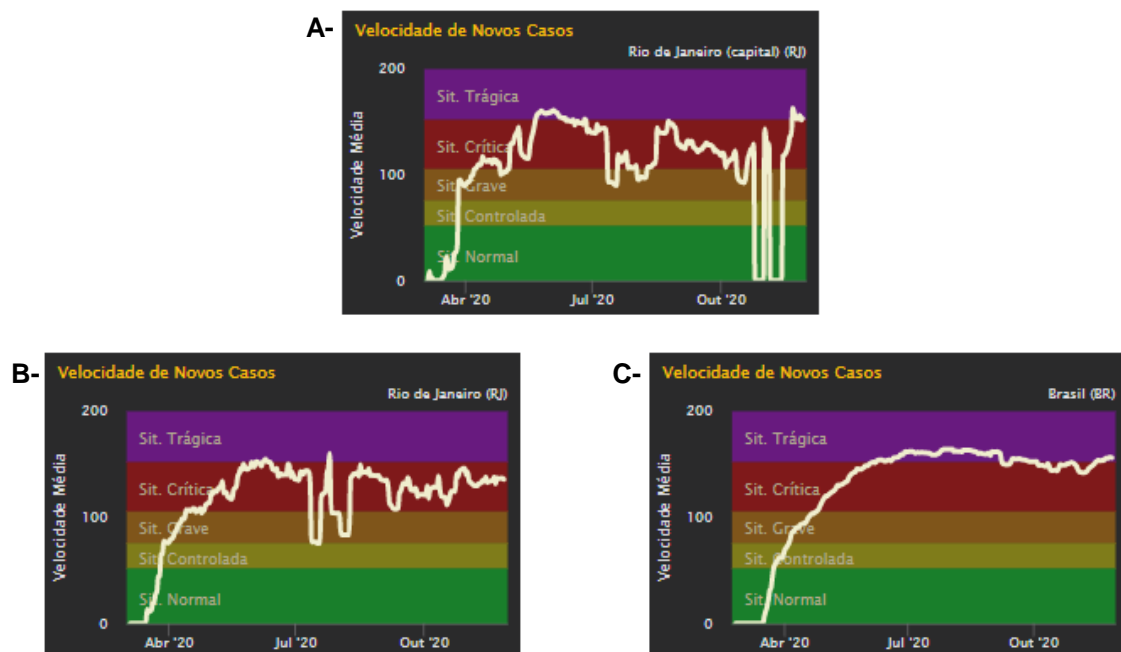 A-
Velocidade de Novos Casos
Rio de Janeiro (capital) (RJ)
200
Sit. Trágica
Sit. Crítica
100
Sit. Grave
Sit. Controlada
Sit. Normal
0
Velocidade Média
Abr '20 Jul '20 Out '20
B-
Velocidade de Novos Casos
Rio de Janeiro (RJ)
200
Sit. Trágica
Sit. Crítica
100
Sit. Grave
Sit. Controlada
Sit. Normal
0
Velocidade Média
Abr '20 Jul '20 Out '20
C-
Velocidade de Novos Casos
Brasil (BR)
200
Sit. Trágica
Sit. Crítica
100
Sit. Grave
Sit. Controlada
Sit. Normal
0
Velocidade Média
Abr '20 Jul '20 Out '20